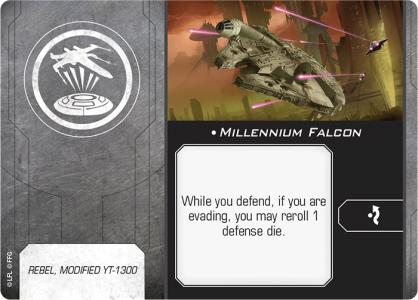 • MILLENNIUM FALCON
While you defend, if you are
evading, you may reroll 1
defense die.
REBEL, MODIFIED YT-1300
© LFL © FFG